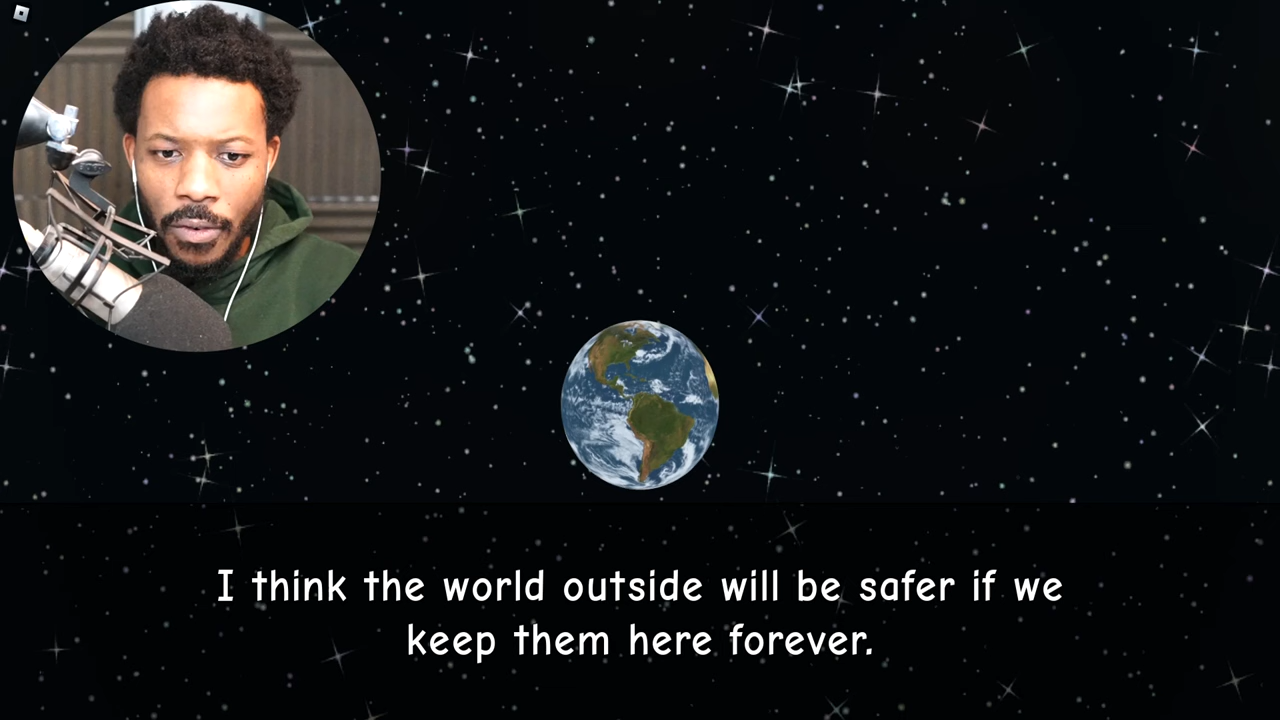 I think the world outside will be safer if we
keep them here forever.